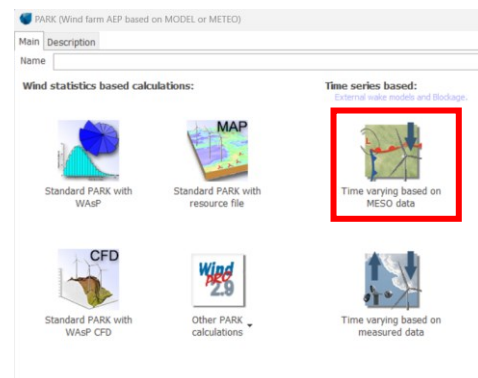 PARK (Wind farm AEP based on MODEL or METEO)
Main Description
Name
Wind statistics based calculations:
Time series based:
External wake models and Blockage.
MAP
Standard PARK with
WAsP
Standard PARK with
resource file
Time varying based on
MESO data
CFD
Wind
PRO
2.9
Standard PARK with
WAsP CFD
Other PARK
calculations
Time varying based on
measured data